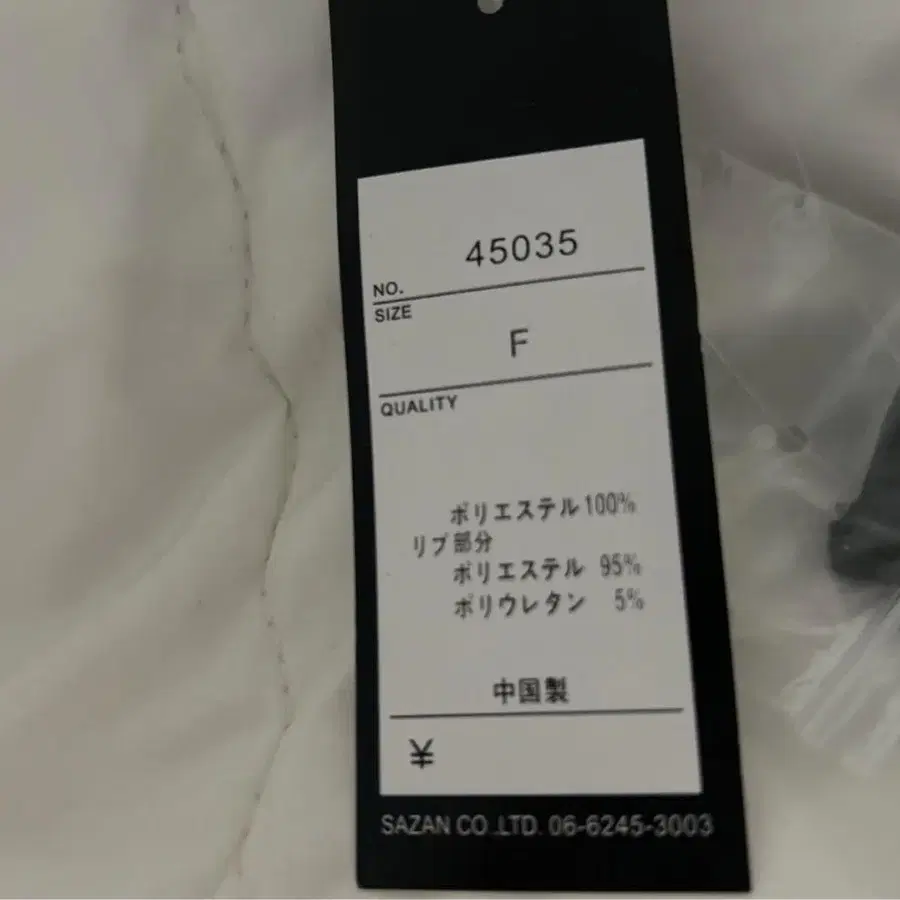 45035
NO.
SIZE
F
QUALITY
ポリエステル100%
リブ部分
ポリエステル 95%
ポリウレタン 5%
中国製
¥
SAZAN CO.LTD. 06-6245-3003